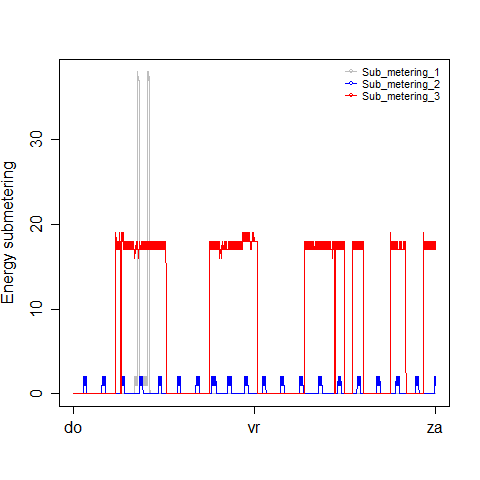 Sub_metering_1
Sub_metering_2
Sub_metering_3
Energy submetering
30
20
10
0
do vr za